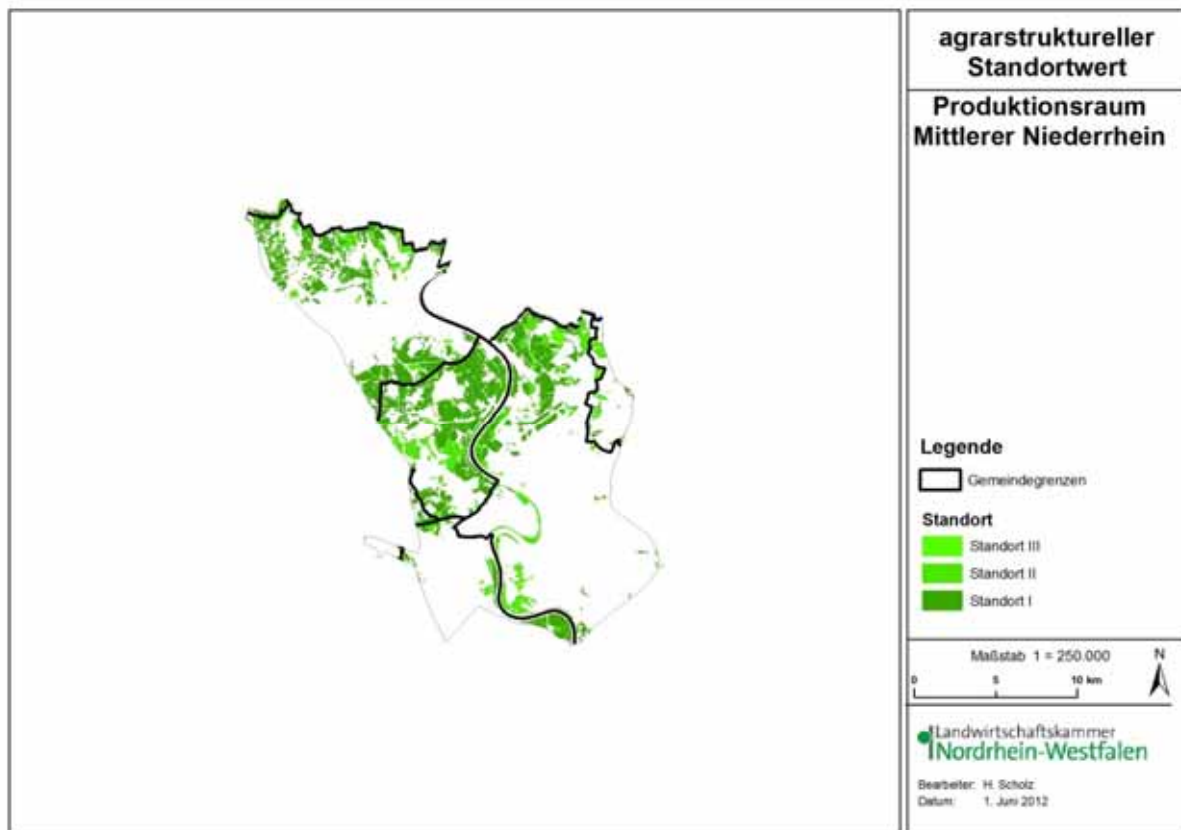 agrarstruktureller
Standortwert
Produktionsraum
Mittlerer Niederrhein
Legende
Gemeindegrenzen
Standort
Standort III
Standort II
Standort I
Maßstab 1 = 250.000
N
0 5 10 km
Landwirtschaftskammer
Nordrhein-Westfalen
Bearbeiter: H. Scholz
Datum: 1. Juni 2012